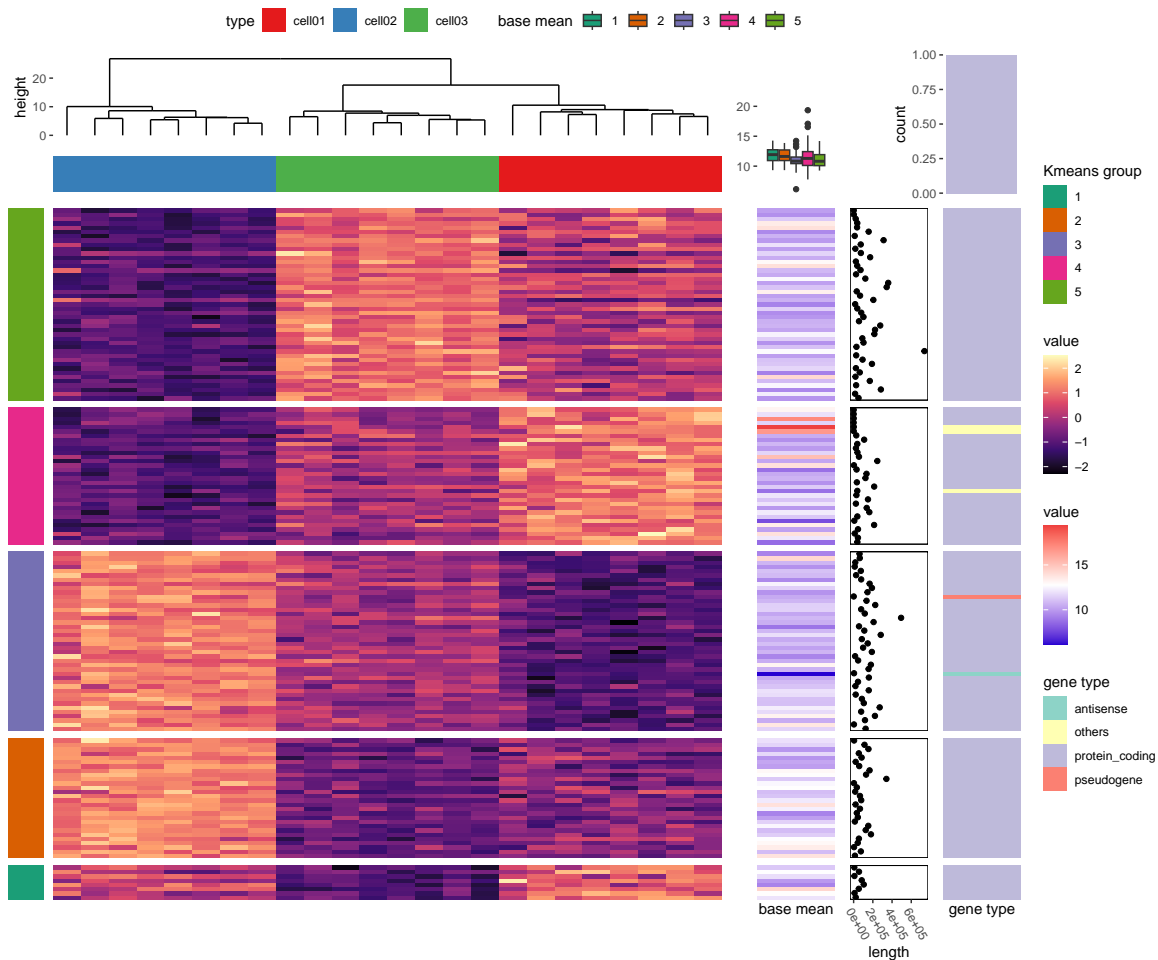 type cell01 cell02 cell03 base mean 1 2 3 4 5
height
20
10
0
20
15
10
count
1.00
0.75
0.50
0.25
0.00
Kmeans group
1
2
3
4
5
value
2
1
0
−1
−2
value
15
10
gene type
antisense
others
protein_coding
pseudogene
base mean
0e+00
2e+05
4e+05
6e+05
length
gene type